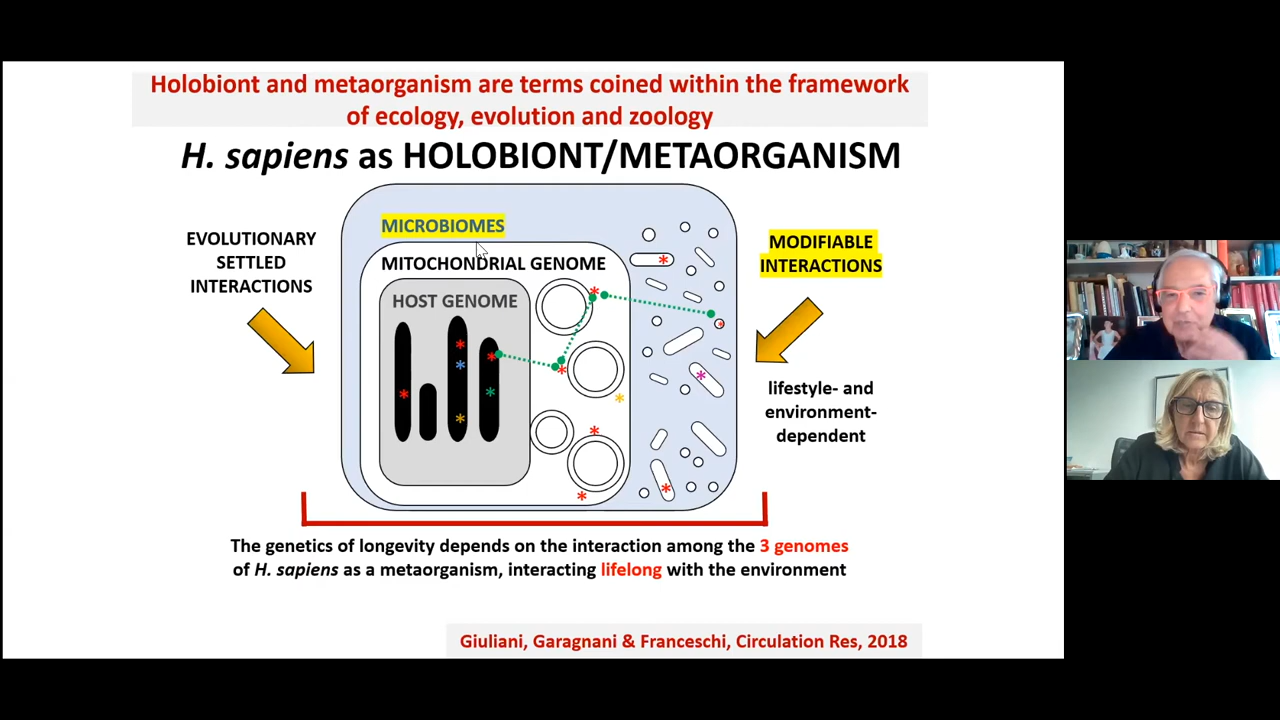 Holobiont and metaorganism are terms coined within the framework
of ecology, evolution and zoology
H. sapiens as HOLOBIONT/METAORGANISM
EVOLUTIONARY
SETTLED
INTERACTIONS
MICROBIOMES
MITOCHONDRIAL GENOME
HOST GENOME
MODIFIABLE
INTERACTIONS
lifestyle- and
environment-
dependent
The genetics of longevity depends on the interaction among the 3 genomes
of H. sapiens as a metaorganism, interacting lifelong with the environment
Giuliani, Garagnani & Franceschi, Circulation Res, 2018